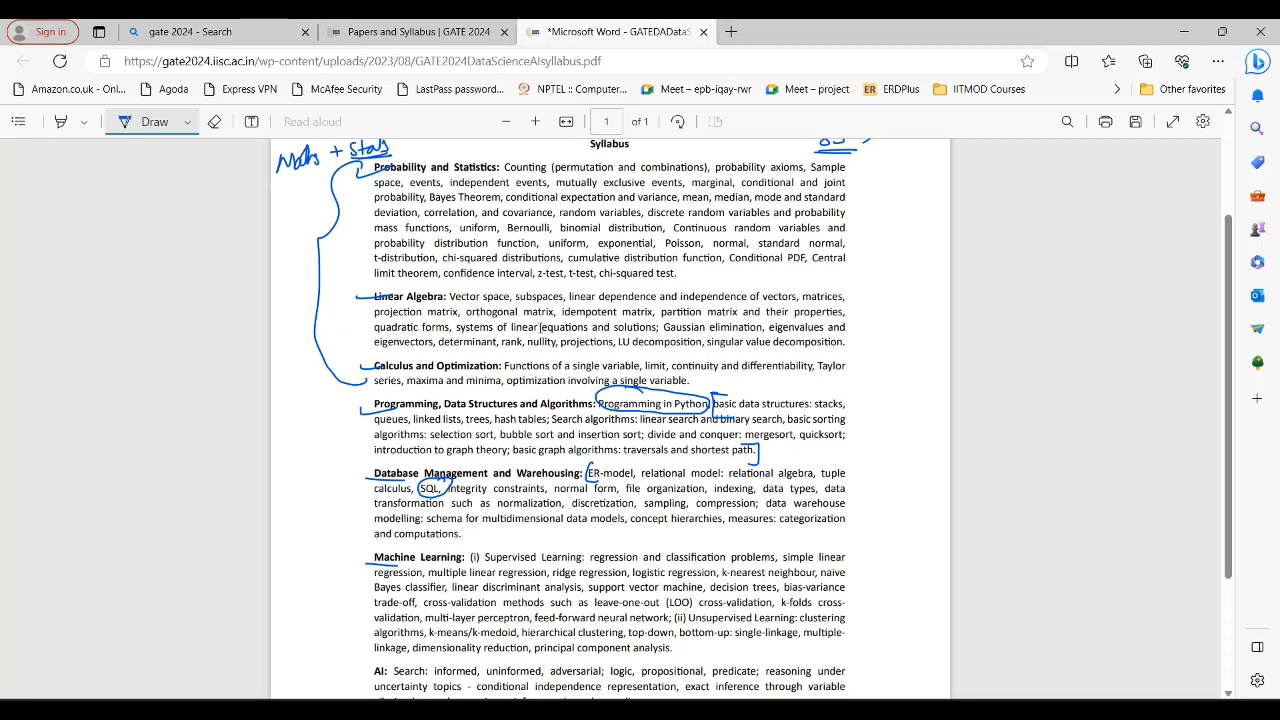 Sign in
gate 2024 - Search
Papers and Syllabus | GATE 2024
*Microsoft Word - GATEDADataS
https://gate2024.iisc.ac.in/wp-content/uploads/2023/08/GATE2024DataScienceAIsyllabus.pdf
Amazon.co.uk - Onl...
Agoda
Express VPN
McAfee Security
LastPass password...
NPTEL :: Computer...
Meet – epb-iqay-rwr
Meet – project
ER ERDPlus
IITMOD Courses
Other favorites
Draw
Read aloud
1 of 1
Syllabus
Maths + Stats
Probability and Statistics: Counting (permutation and combinations), probability axioms, Sample
space, events, independent events, mutually exclusive events, marginal, conditional and joint
probability, Bayes Theorem, conditional expectation and variance, mean, median, mode and standard
deviation, correlation, and covariance, random variables, discrete random variables and probability
mass functions, uniform, Bernoulli, binomial distribution, Continuous random variables and
probability distribution function, uniform, exponential, Poisson, normal, standard normal,
t-distribution, chi-squared distributions, cumulative distribution function, Conditional PDF, Central
limit theorem, confidence interval, z-test, t-test, chi-squared test.
Linear Algebra: Vector space, subspaces, linear dependence and independence of vectors, matrices,
projection matrix, orthogonal matrix, idempotent matrix, partition matrix and their properties,
quadratic forms, systems of linear equations and solutions; Gaussian elimination, eigenvalues and
eigenvectors, determinant, rank, nullity, projections, LU decomposition, singular value decomposition.
Calculus and Optimization: Functions of a single variable, limit, continuity and differentiability, Taylor
series, maxima and minima, optimization involving a single variable.
Programming, Data Structures and Algorithms: Programming in Python, basic data structures: stacks,
queues, linked lists, trees, hash tables; Search algorithms: linear search and binary search, basic sorting
algorithms: selection sort, bubble sort and insertion sort; divide and conquer: mergesort, quicksort;
introduction to graph theory; basic graph algorithms: traversals and shortest path.
Database Management and Warehousing: ER-model, relational model: relational algebra, tuple
calculus, SQL, integrity constraints, normal form, file organization, indexing, data types, data
transformation such as normalization, discretization, sampling, compression; data warehouse
modelling: schema for multidimensional data models, concept hierarchies, measures: categorization
and computations.
Machine Learning: (i) Supervised Learning: regression and classification problems, simple linear
regression, multiple linear regression, ridge regression, logistic regression, k-nearest neighbour, naive
Bayes classifier, linear discriminant analysis, support vector machine, decision trees, bias-variance
trade-off, cross-validation methods such as leave-one-out (LOO) cross-validation, k-folds cross-
validation, multi-layer perceptron, feed-forward neural network; (ii) Unsupervised Learning: clustering
algorithms, k-means/k-medoid, hierarchical clustering, top-down, bottom-up: single-linkage, multiple-
linkage, dimensionality reduction, principal component analysis.
AI: Search: informed, uninformed, adversarial; logic, propositional, predicate; reasoning under
uncertainty topics - conditional independence representation, exact inference through variable